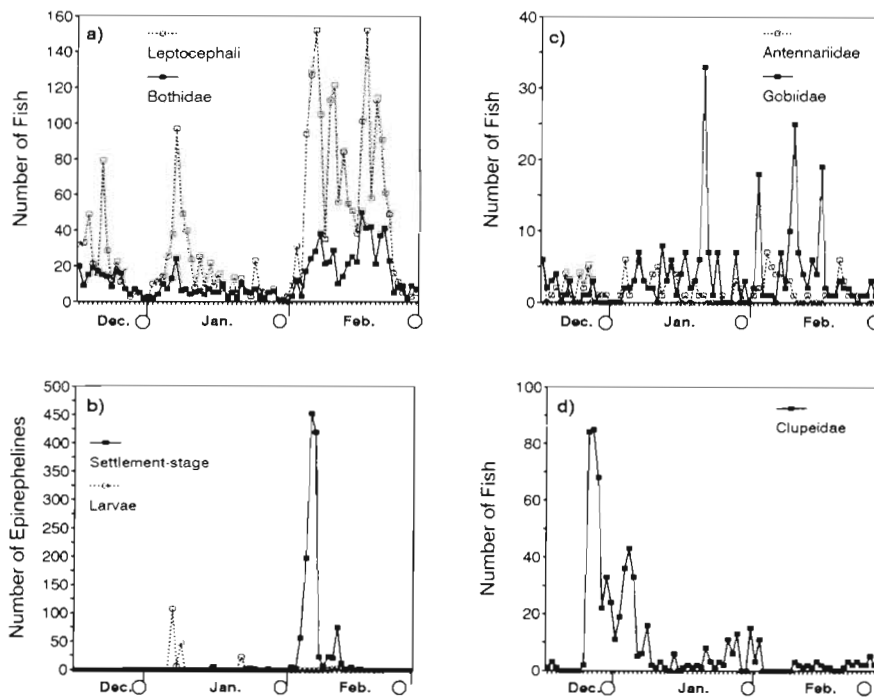 a)
Leptocephali
Bothidae
Number of Fish
160
140
120
100
80
60
40
20
0
Dec.
Jan.
Feb.
c)
Antennariidae
Gobiidae
Number of Fish
40
30
20
10
0
Dec.
Jan.
Feb.
b)
Settlement-stage
Larvae
Number of Epinephelines
500
450
400
350
300
250
200
150
100
50
0
Dec.
Jan.
Feb.
d)
Clupeidae
Number of Fish
100
80
60
40
20
0
Dec.
Jan.
Feb.